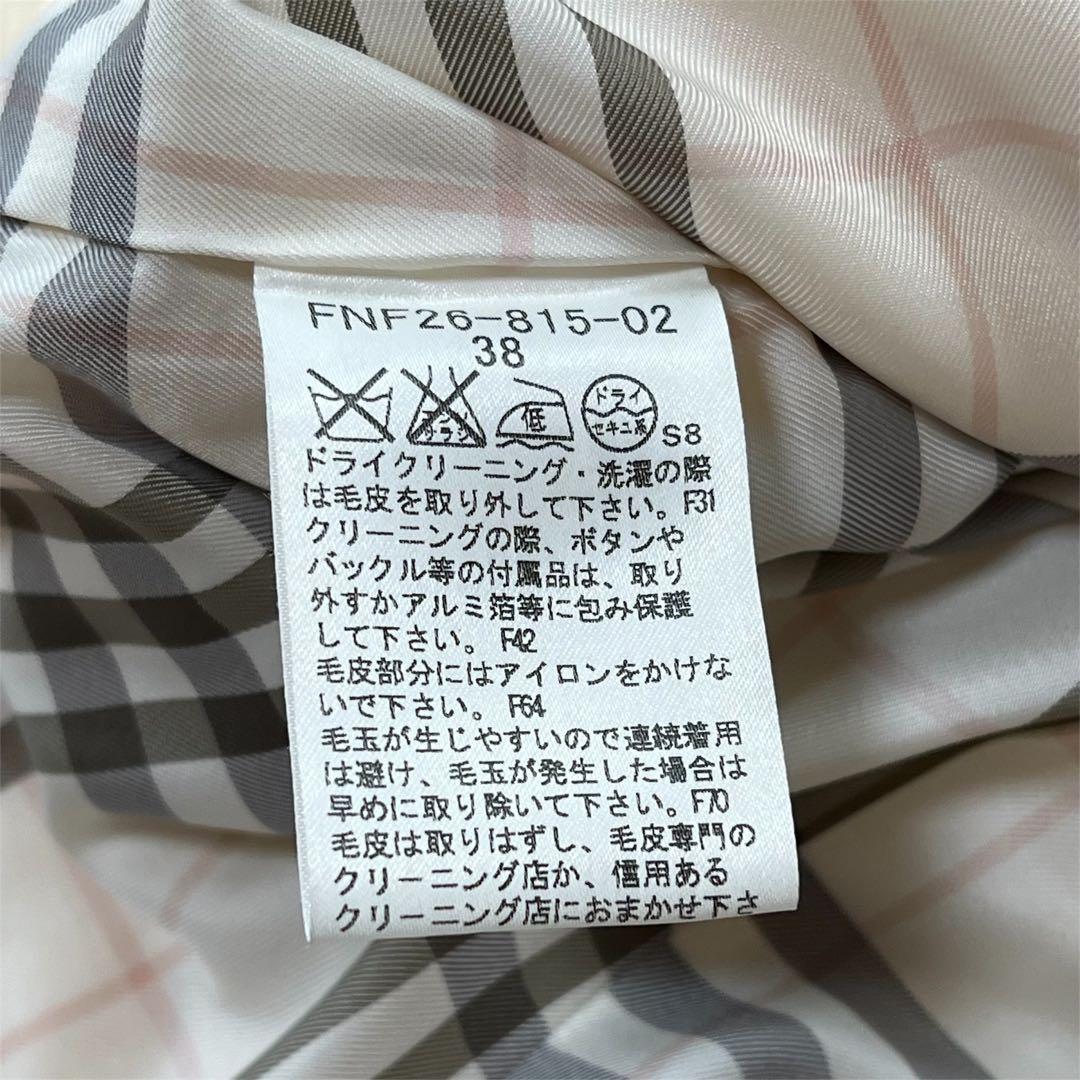 FNF26-815-02
38
エンソ
サラシ
低
ドライ
セキユ系
S8
ドライクリーニング・洗濯の際
は毛皮を取り外して下さい。F31
クリーニングの際、ボタンや
バックル等の付属品は、取り
外すかアルミ箔等に包み保護
して下さい。F42
毛皮部分にはアイロンをかけな
いで下さい。F64
毛玉が生じやすいので連続着用
は避け、毛玉が発生した場合は
早めに取り除いて下さい。F70
毛皮は取りはずし、毛皮専門の
クリーニング店か、信用ある
クリーニング店におまかせ下さ